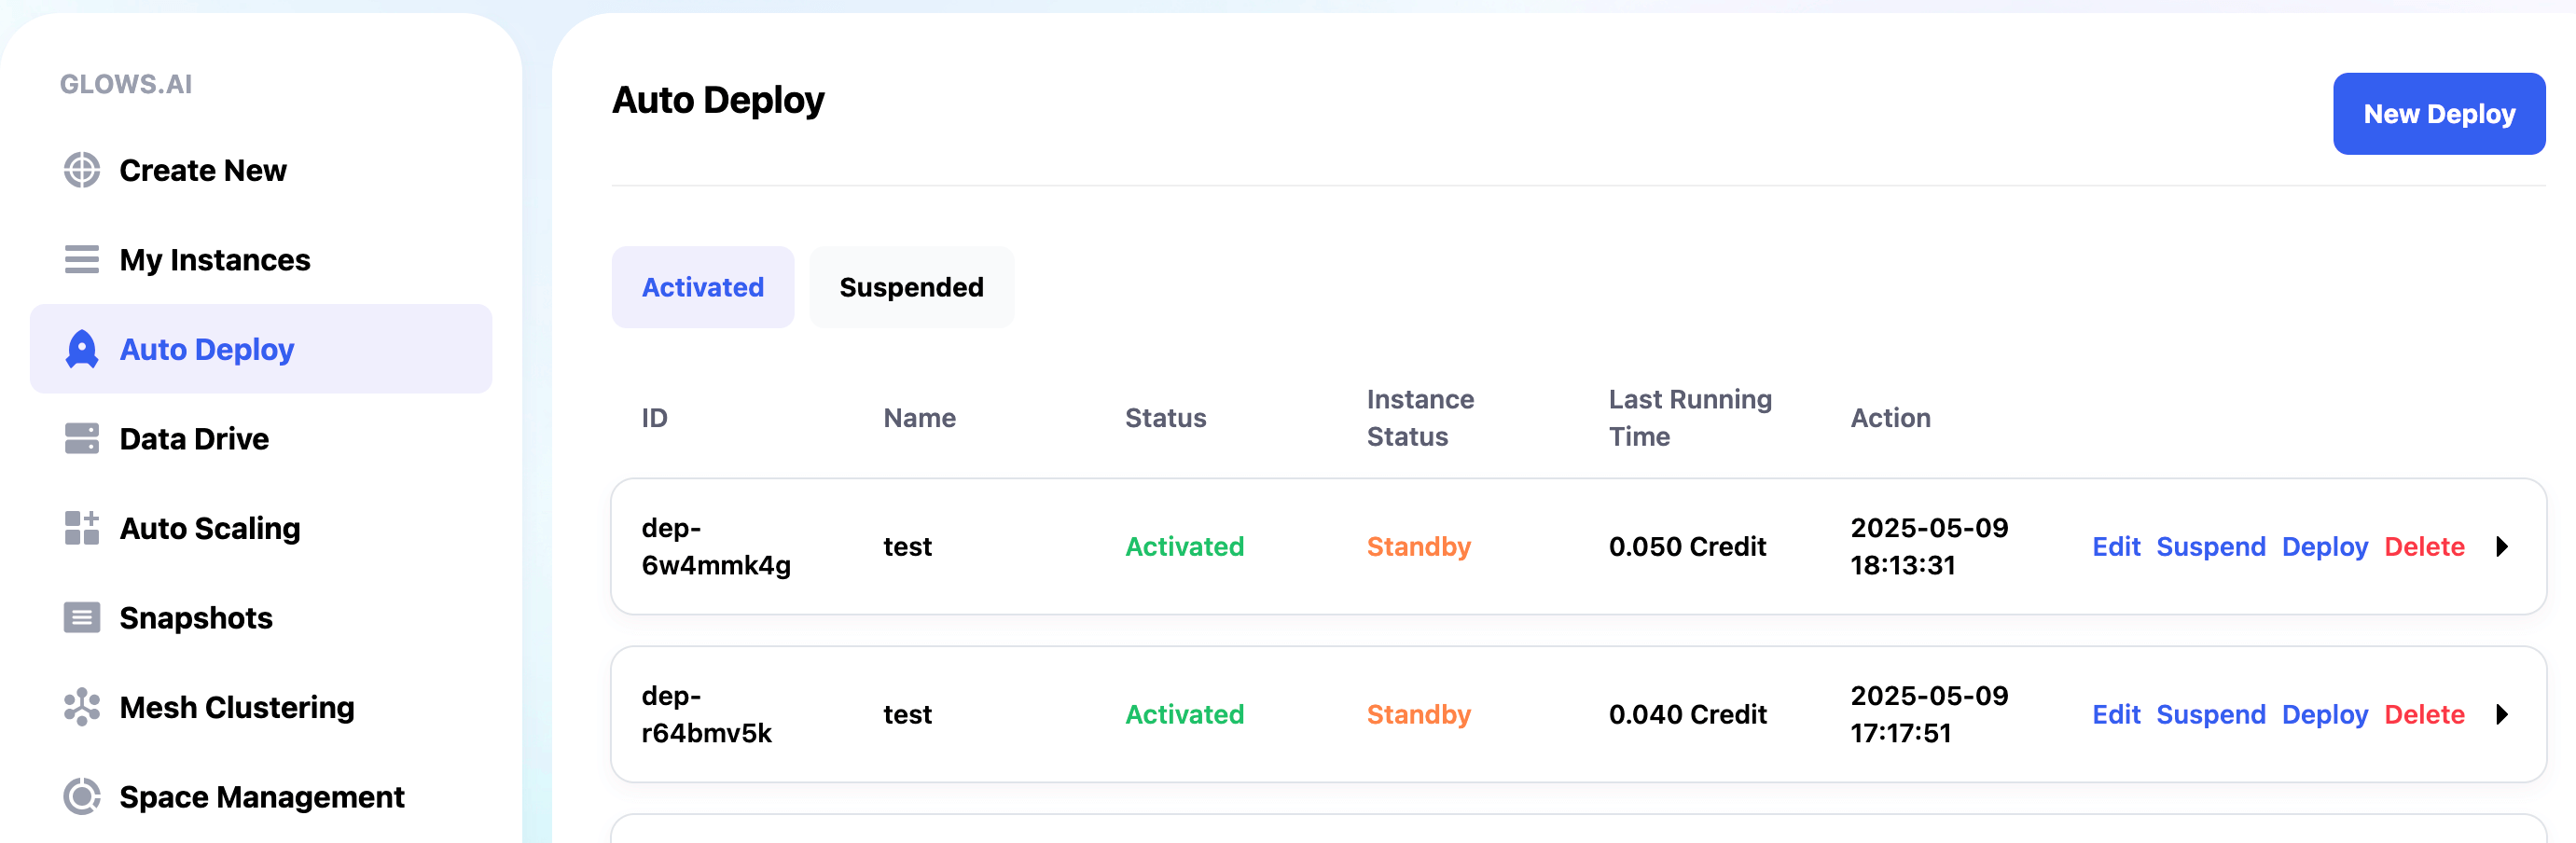 GLOWS.AI
Create New
My Instances
Auto Deploy
Data Drive
Auto Scaling
Snapshots
Mesh Clustering
Space Management
Auto Deploy
New Deploy
Activated
Suspended
ID
Name
Status
Instance
Status
Last Running
Time
Action
dep-
6w4mmk4g
test
Activated
Standby
0.050 Credit
2025-05-09
18:13:31
Edit Suspend Deploy Delete
dep-
r64bmv5k
test
Activated
Standby
0.040 Credit
2025-05-09
17:17:51
Edit Suspend Deploy Delete